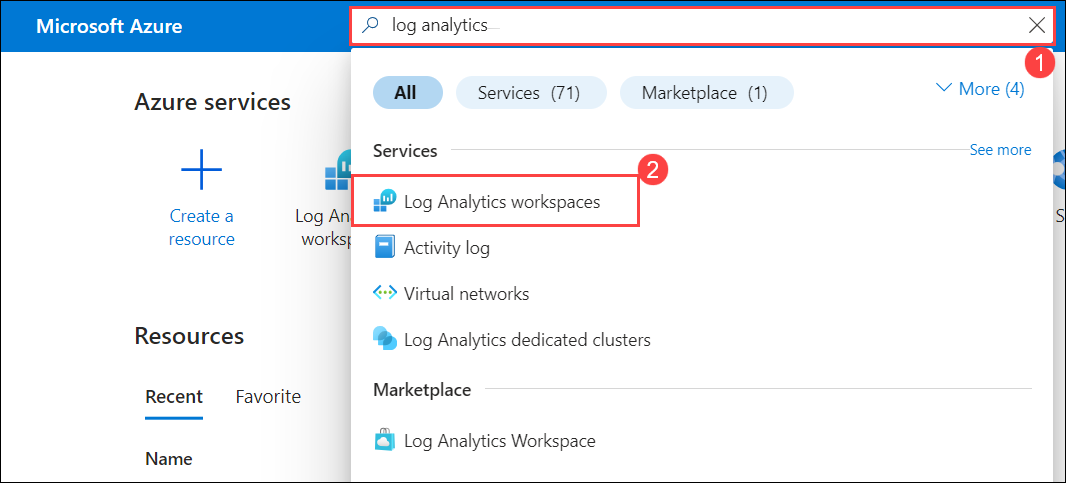 Microsoft Azure
log analytics
1
All
Services (71)
Marketplace (1)
More (4)
Azure services
Services
See more
2
Create a
resource
Log An
worksp
Log Analytics workspaces
Activity log
Virtual networks
Log Analytics dedicated clusters
S
Resources
Recent
Favorite
Marketplace
Log Analytics Workspace
Name